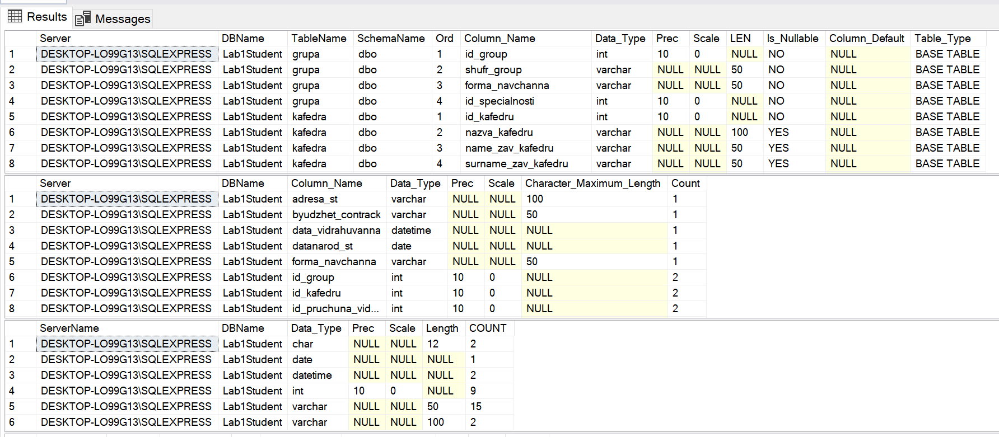 Results Messages
Server DBName TableName SchemaName Ord Column_Name Data_Type Prec Scale LEN Is_Nullable Column_Default Table_Type
1 DESKTOP-LO99G13\SQLEXPRESS Lab1Student grupa dbo 1 id_group int 10 0 NULL NO NULL BASE TABLE
2 DESKTOP-LO99G13\SQLEXPRESS Lab1Student grupa dbo 2 shufr_group varchar NULL NULL 50 NO NULL BASE TABLE
3 DESKTOP-LO99G13\SQLEXPRESS Lab1Student grupa dbo 3 forma_navchanna varchar NULL NULL 50 NO NULL BASE TABLE
4 DESKTOP-LO99G13\SQLEXPRESS Lab1Student grupa dbo 4 id_specialnosti int 10 0 NULL NO NULL BASE TABLE
5 DESKTOP-LO99G13\SQLEXPRESS Lab1Student kafedra dbo 1 id_kafedru int 10 0 NULL NO NULL BASE TABLE
6 DESKTOP-LO99G13\SQLEXPRESS Lab1Student kafedra dbo 2 nazva_kafedru varchar NULL NULL 100 YES NULL BASE TABLE
7 DESKTOP-LO99G13\SQLEXPRESS Lab1Student kafedra dbo 3 name_zav_kafedru varchar NULL NULL 50 YES NULL BASE TABLE
8 DESKTOP-LO99G13\SQLEXPRESS Lab1Student kafedra dbo 4 surname_zav_kafedru varchar NULL NULL 50 YES NULL BASE TABLE
Server DBName Column_Name Data_Type Prec Scale Character_Maximum_Length Count
1 DESKTOP-LO99G13\SQLEXPRESS Lab1Student adresa_st varchar NULL NULL 100 1
2 DESKTOP-LO99G13\SQLEXPRESS Lab1Student byudzhet_contrack varchar NULL NULL 50 1
3 DESKTOP-LO99G13\SQLEXPRESS Lab1Student data_vidrahuvanna datetime NULL NULL NULL 1
4 DESKTOP-LO99G13\SQLEXPRESS Lab1Student datanarod_st date NULL NULL NULL 1
5 DESKTOP-LO99G13\SQLEXPRESS Lab1Student forma_navchanna varchar NULL NULL 50 1
6 DESKTOP-LO99G13\SQLEXPRESS Lab1Student id_group int 10 0 NULL 2
7 DESKTOP-LO99G13\SQLEXPRESS Lab1Student id_kafedru int 10 0 NULL 2
8 DESKTOP-LO99G13\SQLEXPRESS Lab1Student id_pruchuna_vid... int 10 0 NULL 2
ServerName DBName Data_Type Prec Scale Length COUNT
1 DESKTOP-LO99G13\SQLEXPRESS Lab1Student char NULL NULL 12 2
2 DESKTOP-LO99G13\SQLEXPRESS Lab1Student date NULL NULL NULL 1
3 DESKTOP-LO99G13\SQLEXPRESS Lab1Student datetime NULL NULL NULL 2
4 DESKTOP-LO99G13\SQLEXPRESS Lab1Student int 10 0 NULL 9
5 DESKTOP-LO99G13\SQLEXPRESS Lab1Student varchar NULL NULL 50 15
6 DESKTOP-LO99G13\SQLEXPRESS Lab1Student varchar NULL NULL 100 2